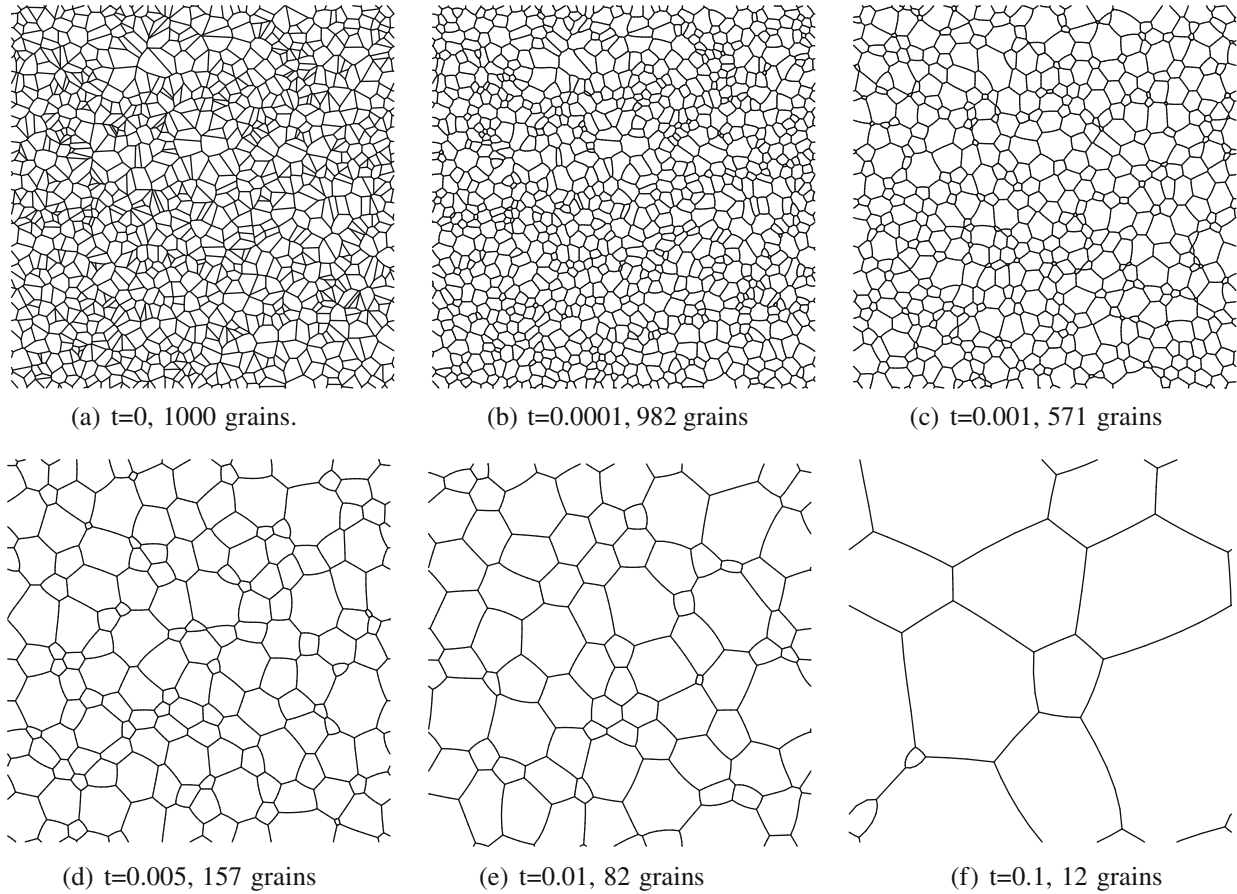 (a) t=0, 1000 grains.
(b) t=0.0001, 982 grains
(c) t=0.001, 571 grains
(d) t=0.005, 157 grains
(e) t=0.01, 82 grains
(f) t=0.1, 12 grains